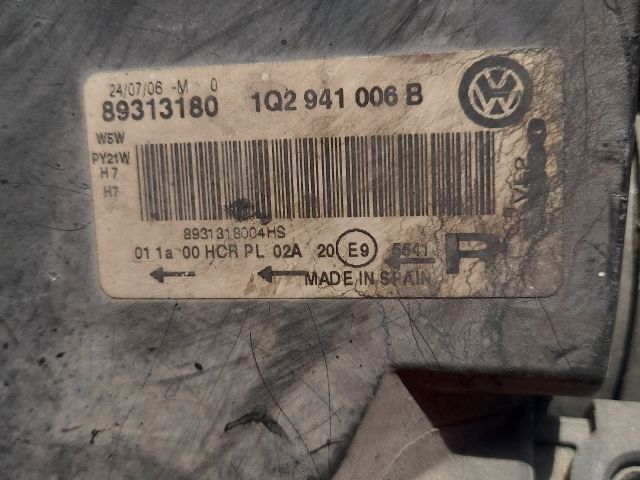 24/07/06 -M 0
89313180 1Q2 941 006 B
W5W
PY21W
H7
H7
8931318004HS
01 1a 00 HCR PL 02A 20 E9 5541
R
MADE IN SPAIN